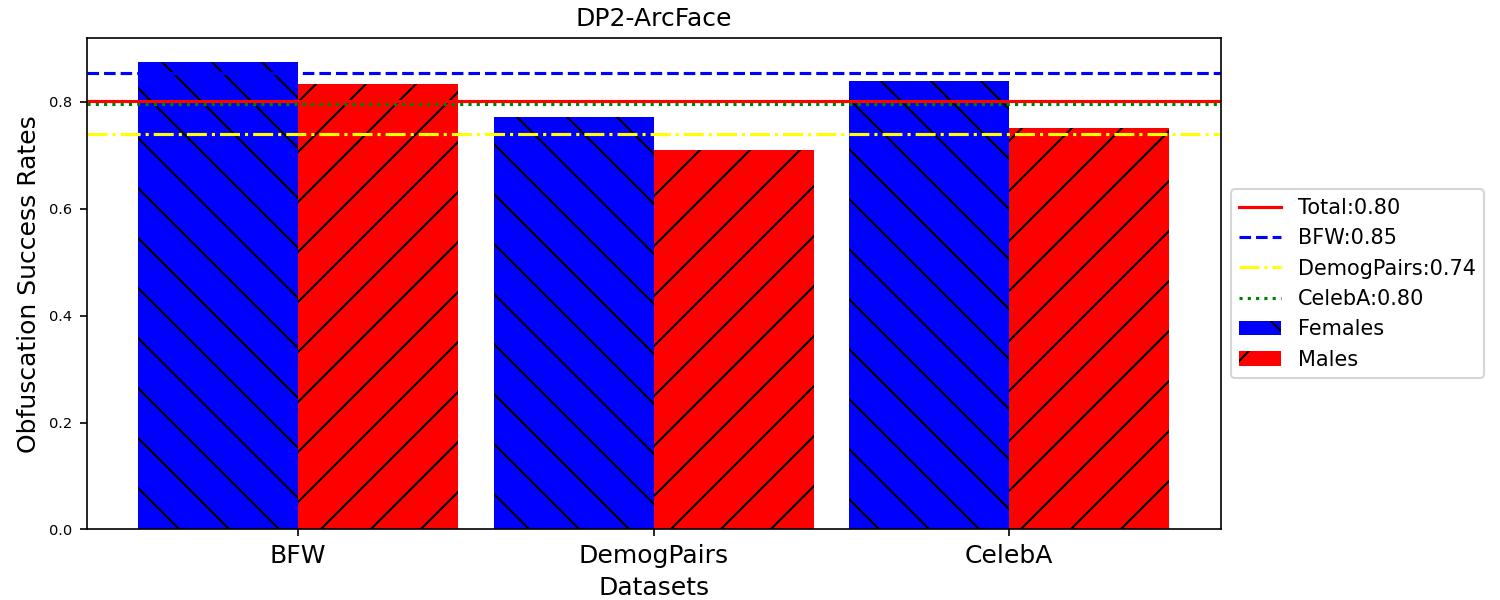 DP2-ArcFace
Obfuscation Success Rates
0.8
0.6
0.4
0.2
0.0
BFW
DemogPairs
CelebA
Datasets
Total:0.80
BFW:0.85
DemogPairs:0.74
CelebA:0.80
Females
Males